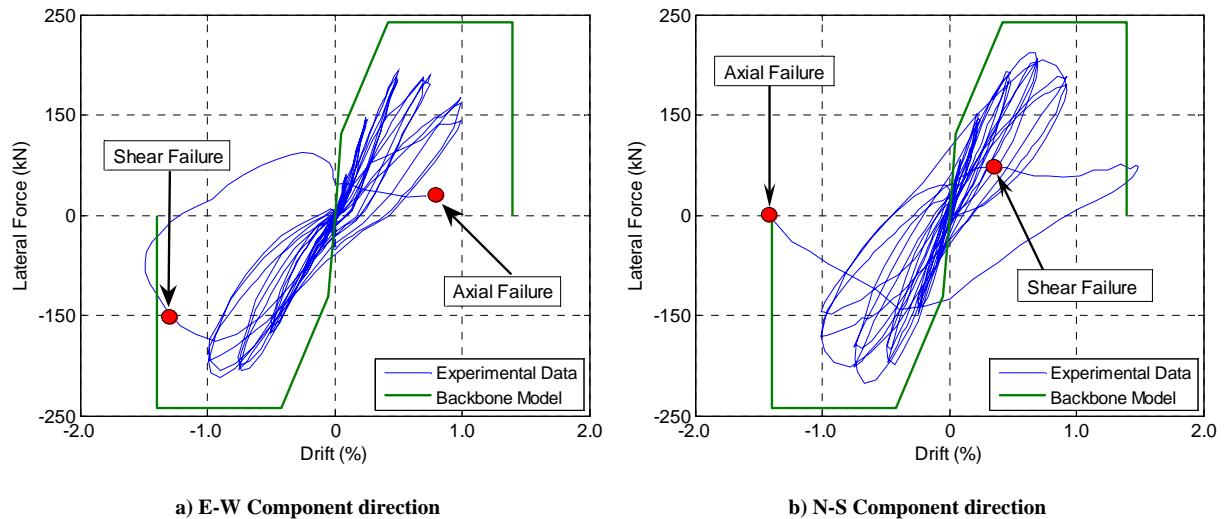 250
150
0
-150
-250
Lateral Force (kN)
Shear Failure
Axial Failure
Experimental Data
Backbone Model
-2.0 -1.0 0 1.0 2.0
Drift (%)
a) E-W Component direction
250
150
0
-150
-250
Lateral Force (kN)
Axial Failure
Shear Failure
Experimental Data
Backbone Model
-2.0 -1.0 0 1.0 2.0
Drift (%)
b) N-S Component direction